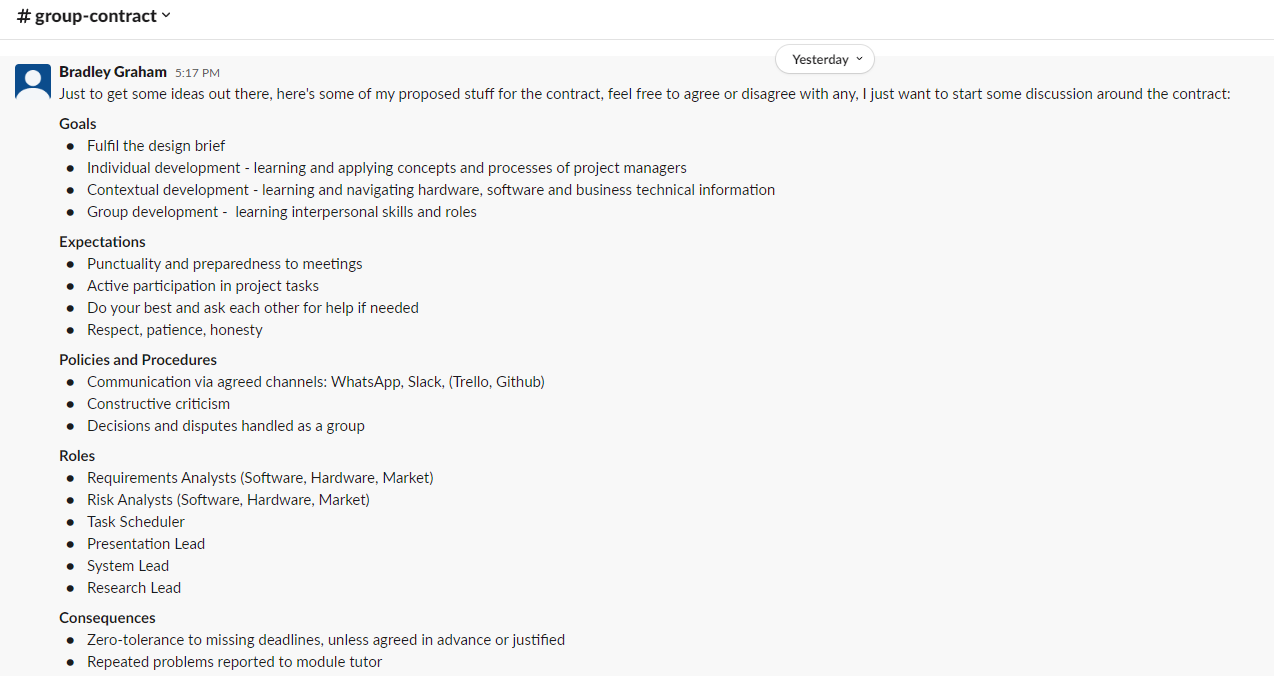 # group-contract
Yesterday
Bradley Graham 5:17 PM
Just to get some ideas out there, here's some of my proposed stuff for the contract, feel free to agree or disagree with any, I just want to start some discussion around the contract:
Goals
● Fulfil the design brief
● Individual development - learning and applying concepts and processes of project managers
● Contextual development - learning and navigating hardware, software and business technical information
● Group development - learning interpersonal skills and roles
Expectations
● Punctuality and preparedness to meetings
● Active participation in project tasks
● Do your best and ask each other for help if needed
● Respect, patience, honesty
Policies and Procedures
● Communication via agreed channels: WhatsApp, Slack, (Trello, Github)
● Constructive criticism
● Decisions and disputes handled as a group
Roles
● Requirements Analysts (Software, Hardware, Market)
● Risk Analysts (Software, Hardware, Market)
● Task Scheduler
● Presentation Lead
● System Lead
● Research Lead
Consequences
● Zero-tolerance to missing deadlines, unless agreed in advance or justified
● Repeated problems reported to module tutor